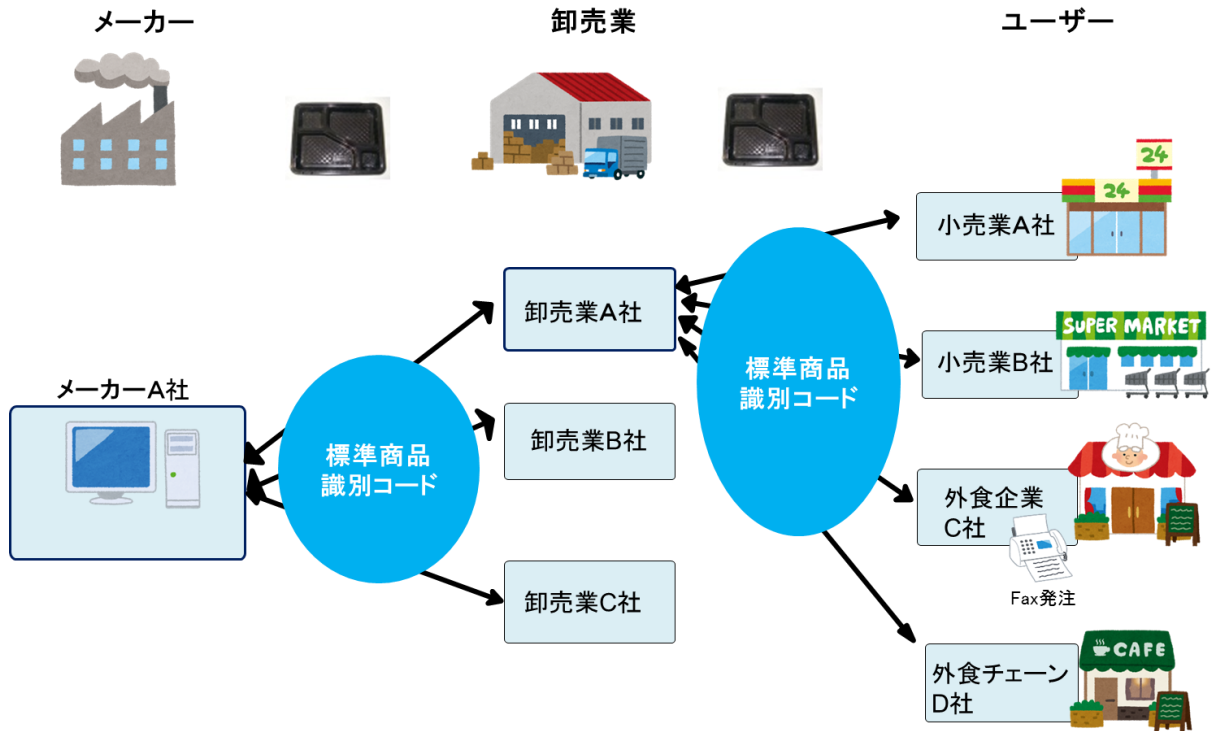 メーカー
卸売業
ユーザー
24
24
小売業A社
卸売業A社
SUPER MARKET
小売業B社
標準商品
識別コード
メーカーA社
卸売業B社
標準商品
識別コード
外食企業
C社
Fax発注
卸売業C社
CAFE
外食チェーン
D社